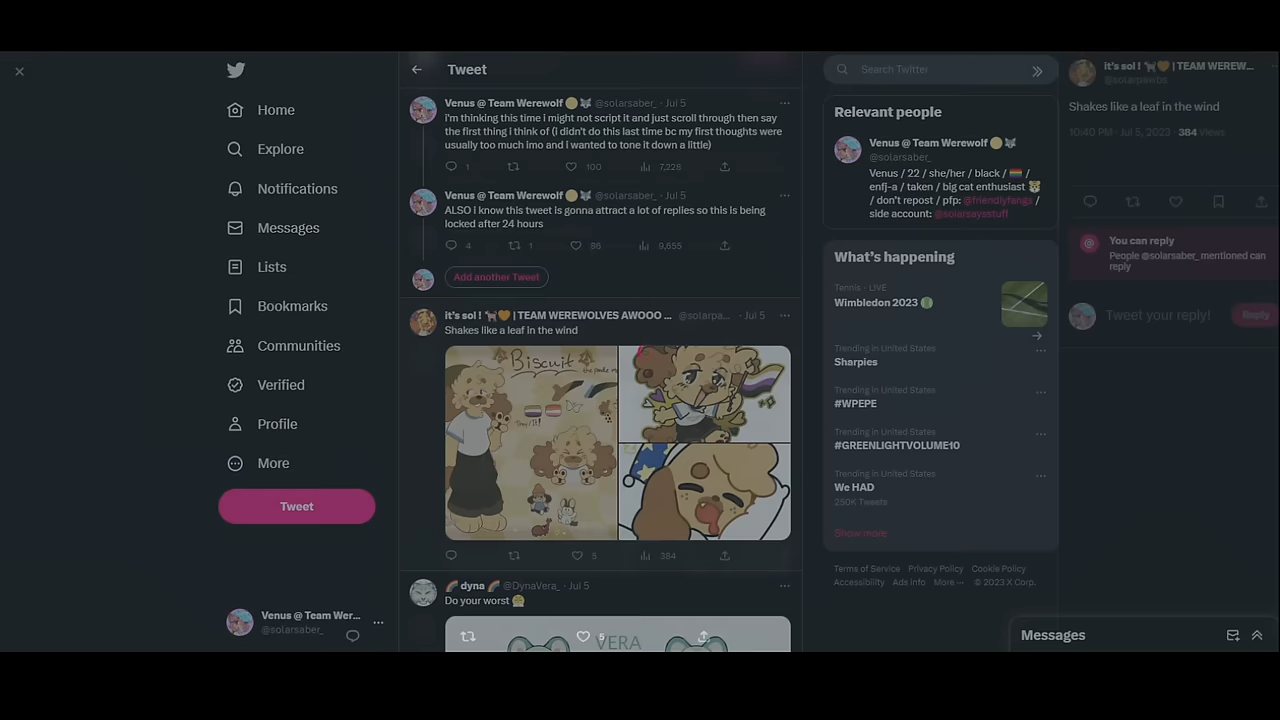 Home
Explore
Notifications
Messages
Lists
Bookmarks
Communities
Verified
Profile
More
Tweet
Venus @ Team Wer...
@solarsaber_
Tweet
Venus @ Team Werewolf @solarsaber_ · Jul 5
i'm thinking this time i might not script it and just scroll through then say
the first thing i think of (i didn't do this last time bc my first thoughts were
usually too much imo and i wanted to tone it down a little)
1 100 7,228
Venus @ Team Werewolf @solarsaber_ · Jul 5
ALSO i know this tweet is gonna attract a lot of replies so this is being
locked after 24 hours
4 1 86 9,655
Add another Tweet
it's sol ! | TEAM WEREWOLVES AWOOO ... @solarpa... · Jul 5
Shakes like a leaf in the wind
Biscuit
5 384
dyna @DynaVera_ · Jul 5
Do your worst
VERA
5
Search Twitter
Relevant people
Venus @ Team Werewolf
@solarsaber_
Venus / 22 / she/her / black / /
enfj-a / taken / big cat enthusiast
/ don't repost / pfp: @friendlyfangs /
side account: @solarsaysstuff
What's happening
Tennis · LIVE
Wimbledon 2023
Trending in United States
Sharpies
Trending in United States
#WPEPE
Trending in United States
#GREENLIGHTVOLUME10
Trending in United States
We HAD
250K Tweets
Show more
Terms of Service Privacy Policy Cookie Policy
Accessibility Ads info More ··· © 2023 X Corp.
it's sol ! | TEAM WEREW...
@solarpawbs
Shakes like a leaf in the wind
10:40 PM · Jul 5, 2023 · 384 Views
You can reply
People @solarsaber_ mentioned can
reply
Tweet your reply!
Reply
Messages